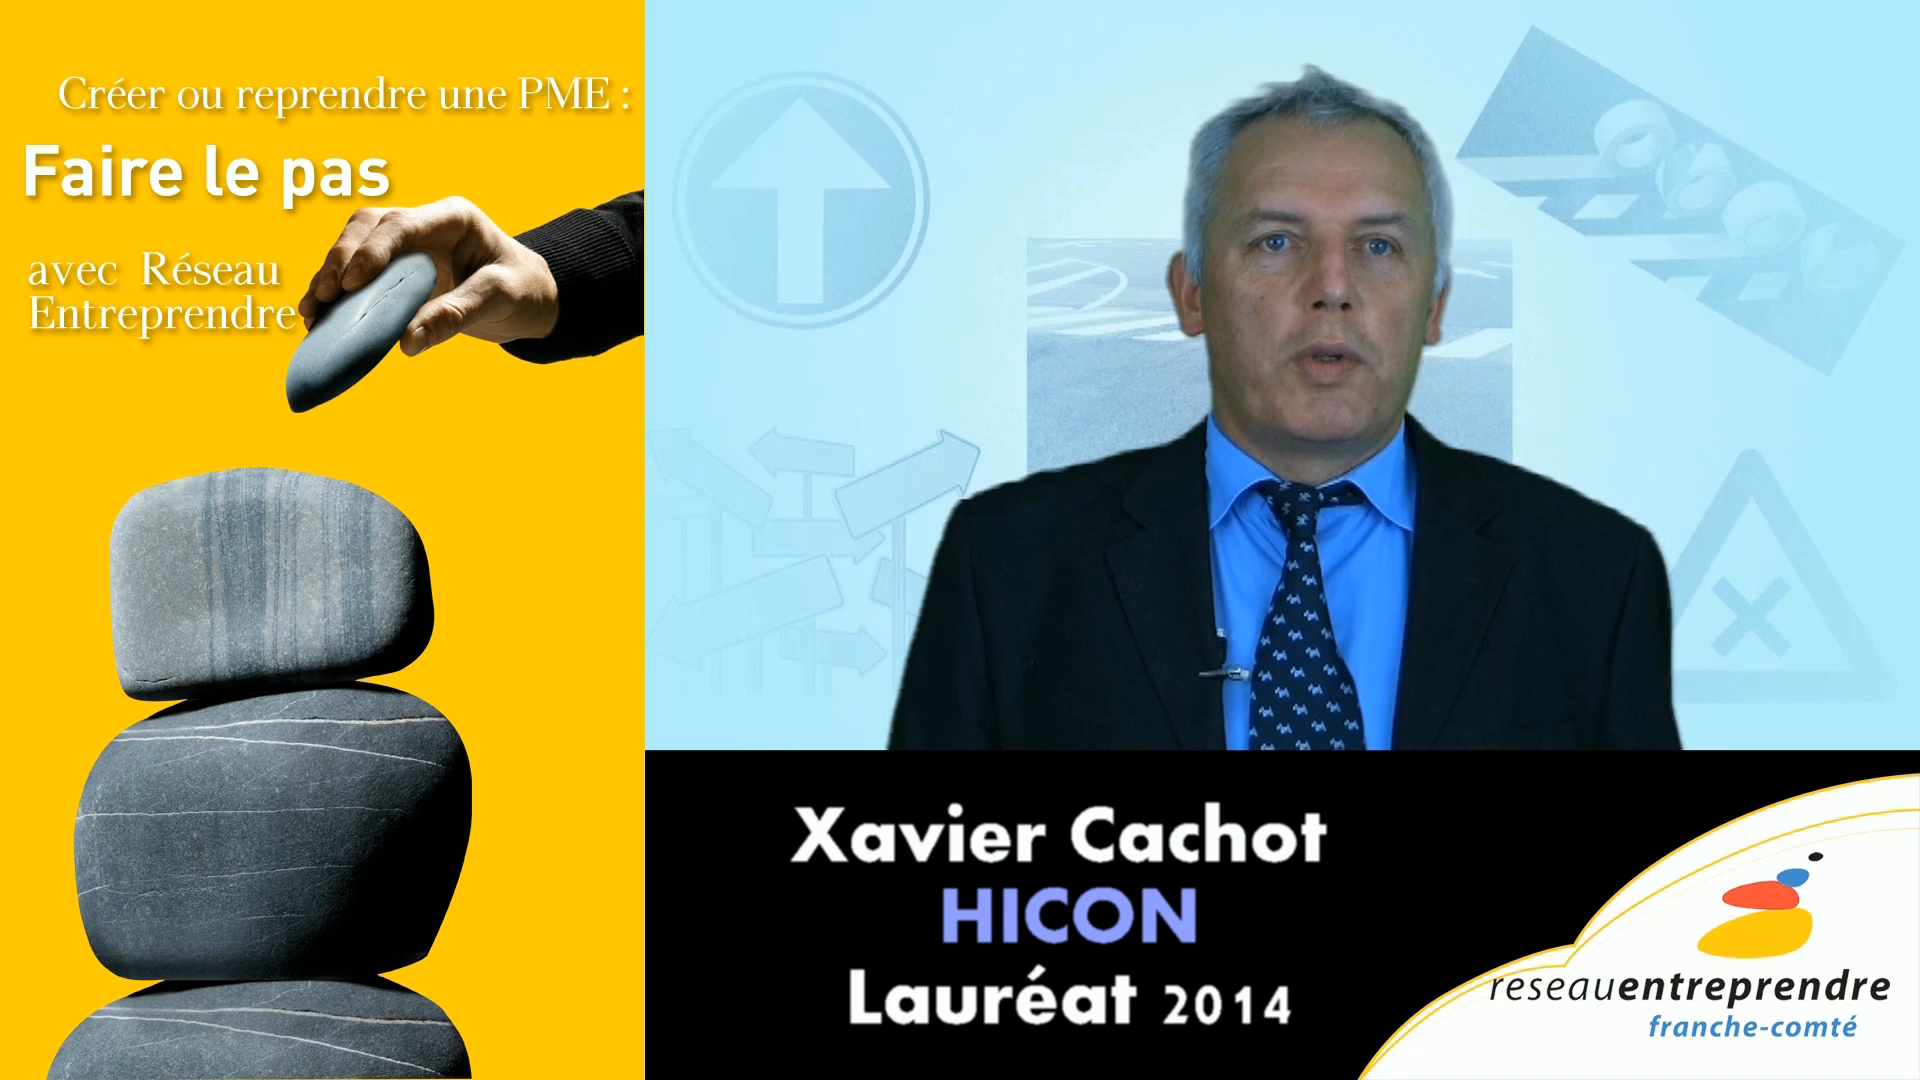 Créer ou reprendre une PME :
Faire le pas
avec Réseau
Entreprendre
Xavier Cachot
HICON
Lauréat 2014
reseauentreprendre
franche-comté